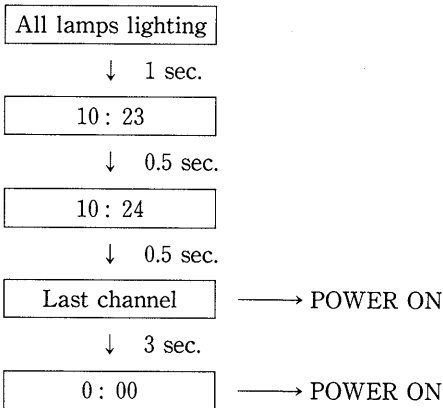 All lamps lighting
↓ 1 sec.
10 : 23
↓ 0.5 sec.
10 : 24
↓ 0.5 sec.
Last channel → POWER ON
↓ 3 sec.
0 : 00 → POWER ON